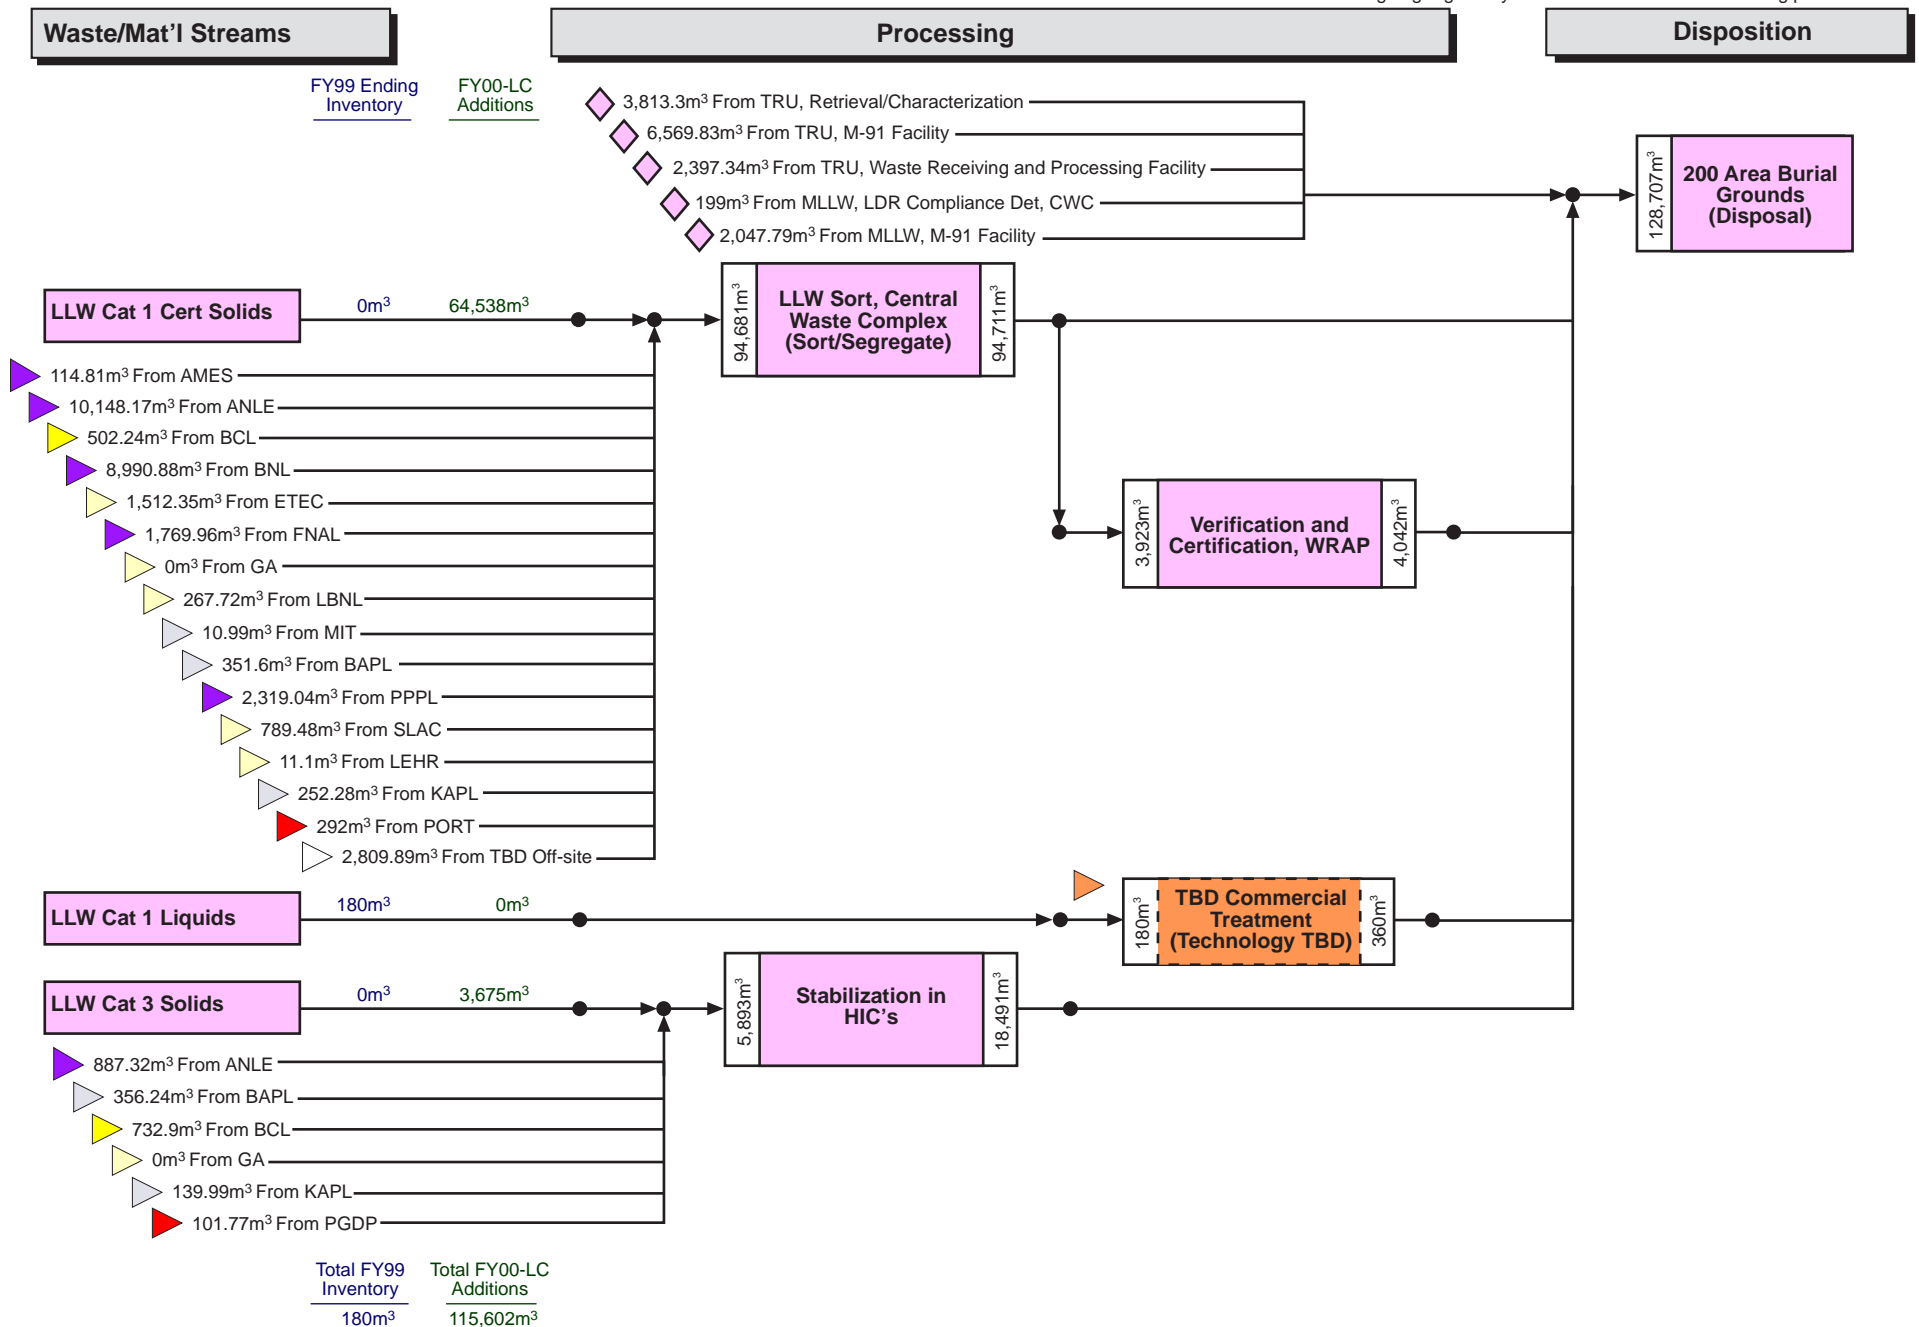 Waste/Mat’l Streams
Processing
Disposition
FY99 Ending
Inventory
FY00-LC
Additions
3,813.3m³ From TRU, Retrieval/Characterization
6,569.83m³ From TRU, M-91 Facility
2,397.34m³ From TRU, Waste Receiving and Processing Facility
199m³ From MLLW, LDR Compliance Det, CWC
2,047.79m³ From MLLW, M-91 Facility
128,707m³
200 Area Burial
Grounds
(Disposal)
LLW Cat 1 Cert Solids
0m³
64,538m³
94,681m³
LLW Sort, Central
Waste Complex
(Sort/Segregate)
94,711m³
114.81m³ From AMES
10,148.17m³ From ANLE
502.24m³ From BCL
8,990.88m³ From BNL
1,512.35m³ From ETEC
1,769.96m³ From FNAL
0m³ From GA
267.72m³ From LBNL
10.99m³ From MIT
351.6m³ From BAPL
2,319.04m³ From PPPL
789.48m³ From SLAC
11.1m³ From LEHR
252.28m³ From KAPL
292m³ From PORT
2,809.89m³ From TBD Off-site
3,923m³
Verification and
Certification, WRAP
4,042m³
LLW Cat 1 Liquids
180m³
0m³
180m³
TBD Commercial
Treatment
(Technology TBD)
360m³
LLW Cat 3 Solids
0m³
3,675m³
5,893m³
Stabilization in
HIC’s
18,491m³
887.32m³ From ANLE
356.24m³ From BAPL
732.9m³ From BCL
0m³ From GA
139.99m³ From KAPL
101.77m³ From PGDP
Total FY99
Inventory
180m³
Total FY00-LC
Additions
115,602m³